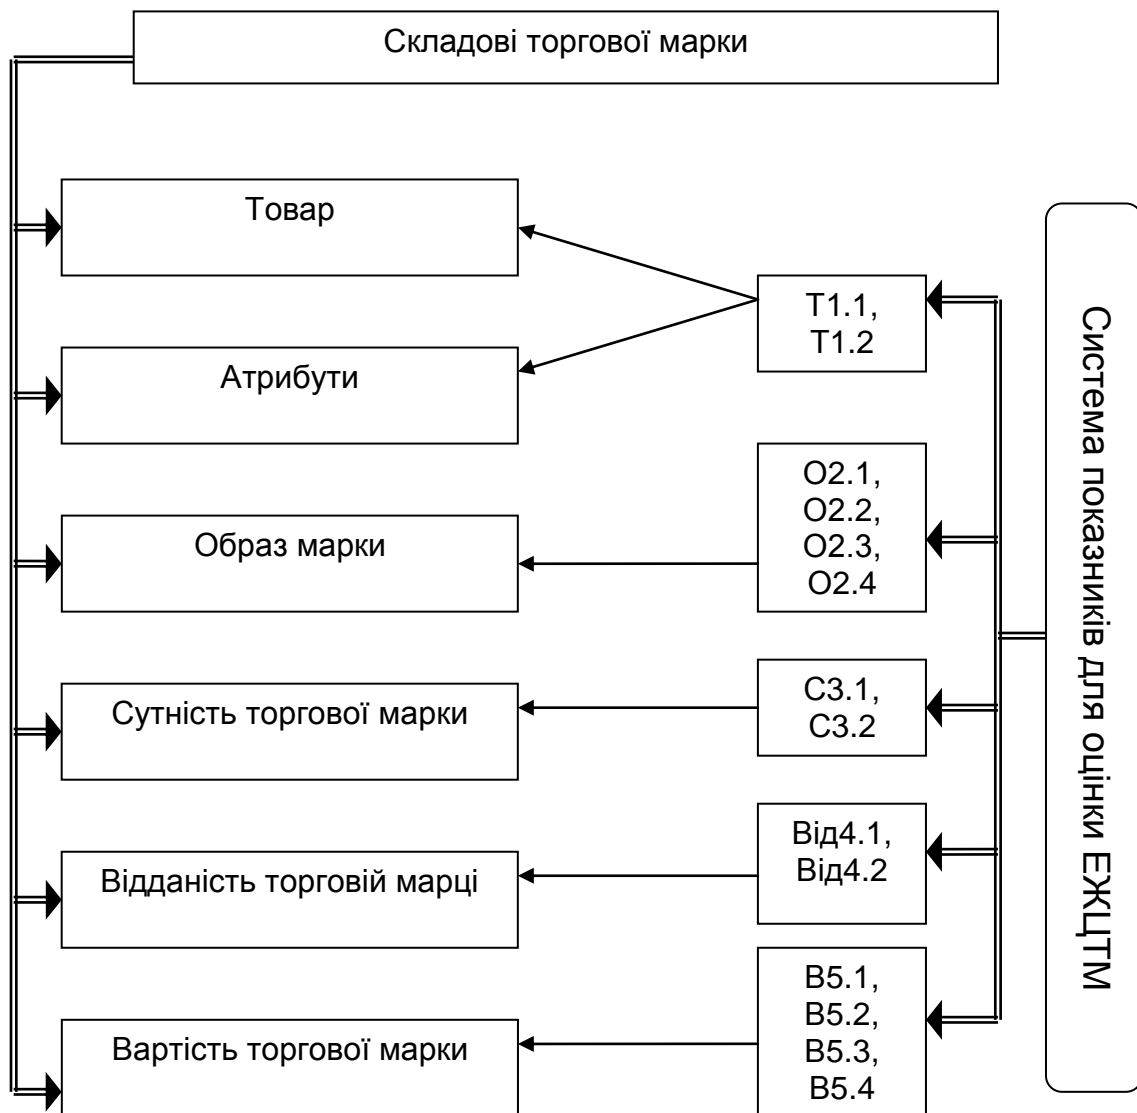 Складові торгової марки
Товар
Т1.1,
Т1.2
Атрибути
О2.1,
О2.2,
О2.3,
О2.4
Образ марки
С3.1,
С3.2
Сутність торгової марки
Від4.1,
Від4.2
Відданість торговій марці
В5.1,
В5.2,
В5.3,
В5.4
Вартість торгової марки
Система показників для оцінки ЕЖЦТМ